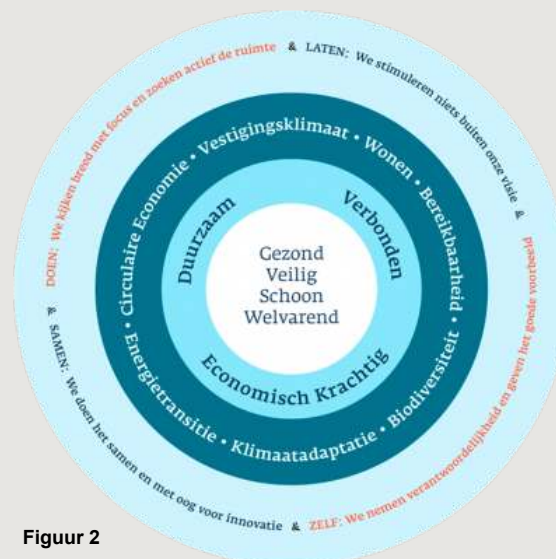 DOEN: We kijken breed met focus en zoeken actief de ruimte & LATEN: We stimuleren niets buiten onze visie & ZELF: We nemen verantwoordelijkheid en geven het goede voorbeeld & SAMEN: We doen het samen en met oog voor innovatie &
Circulaire Economie • Vestigingsklimaat • Wonen • Bereikbaarheid • Biodiversiteit • Klimaatadaptatie • Energietransitie •
Duurzaam
Verbonden
Economisch Krachtig
Gezond
Veilig
Schoon
Welvarend
Figuur 2